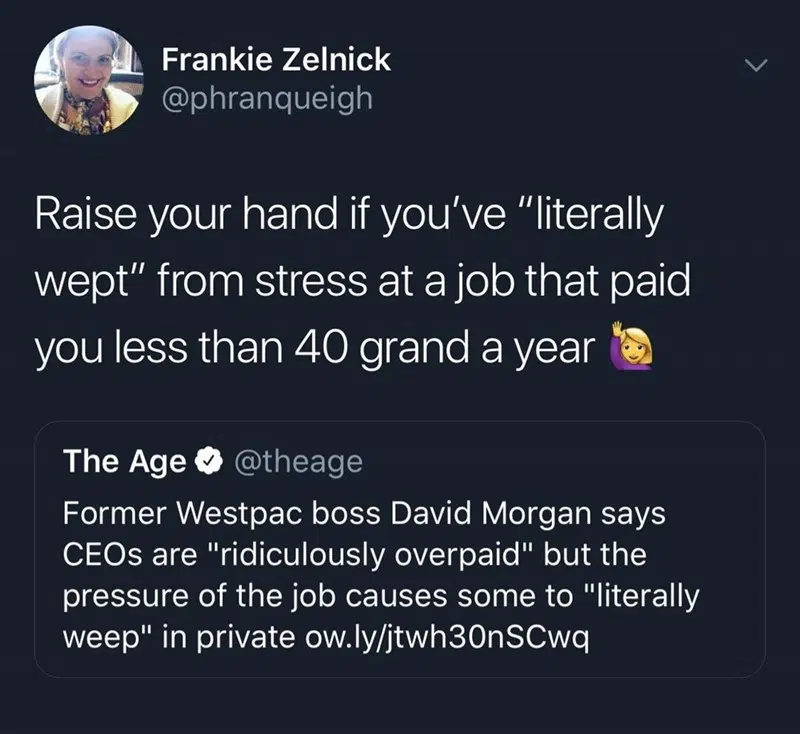 Frankie Zelnick
@phranqueigh
Raise your hand if you’ve “literally
wept” from stress at a job that paid
you less than 40 grand a year 🙋‍♀️
The Age @theage
Former Westpac boss David Morgan says
CEOs are "ridiculously overpaid" but the
pressure of the job causes some to "literally
weep" in private ow.ly/jtwh30nSCwq